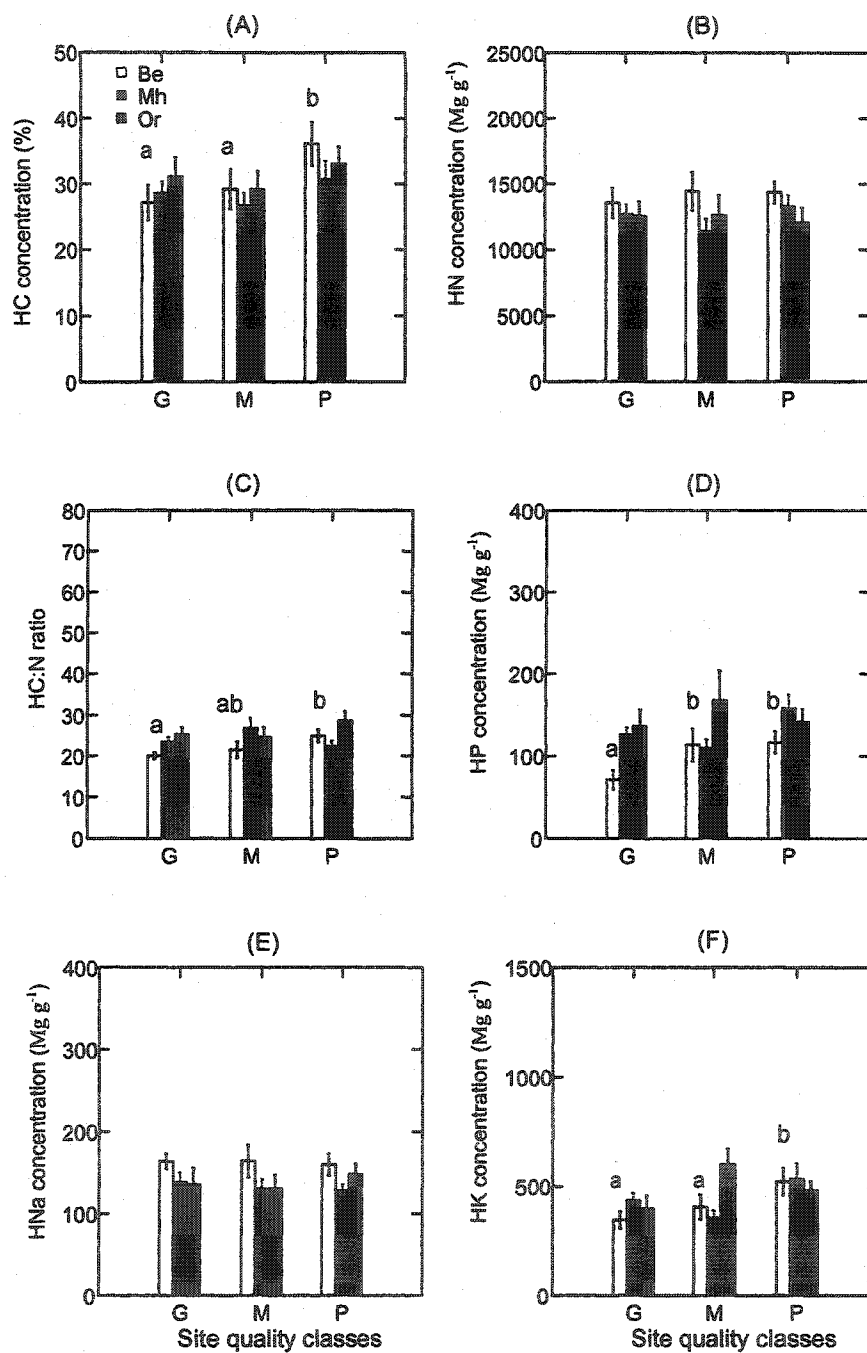 (A)
HC concentration (%)
50
40
30
20
10
0
Be
Mh
Or
a
a
b
G M P
(B)
HN concentration (Mg g-1)
25000
20000
15000
10000
5000
0
G M P
(C)
HC:N ratio
80
70
60
50
40
30
20
10
0
a
ab
b
G M P
(D)
HP concentration (Mg g-1)
400
300
200
100
0
a
b
b
G M P
(E)
HNa concentration (Mg g-1)
400
300
200
100
0
G M P
Site quality classes
(F)
HK concentration (Mg g-1)
1500
1000
500
0
a
a
b
G M P
Site quality classes